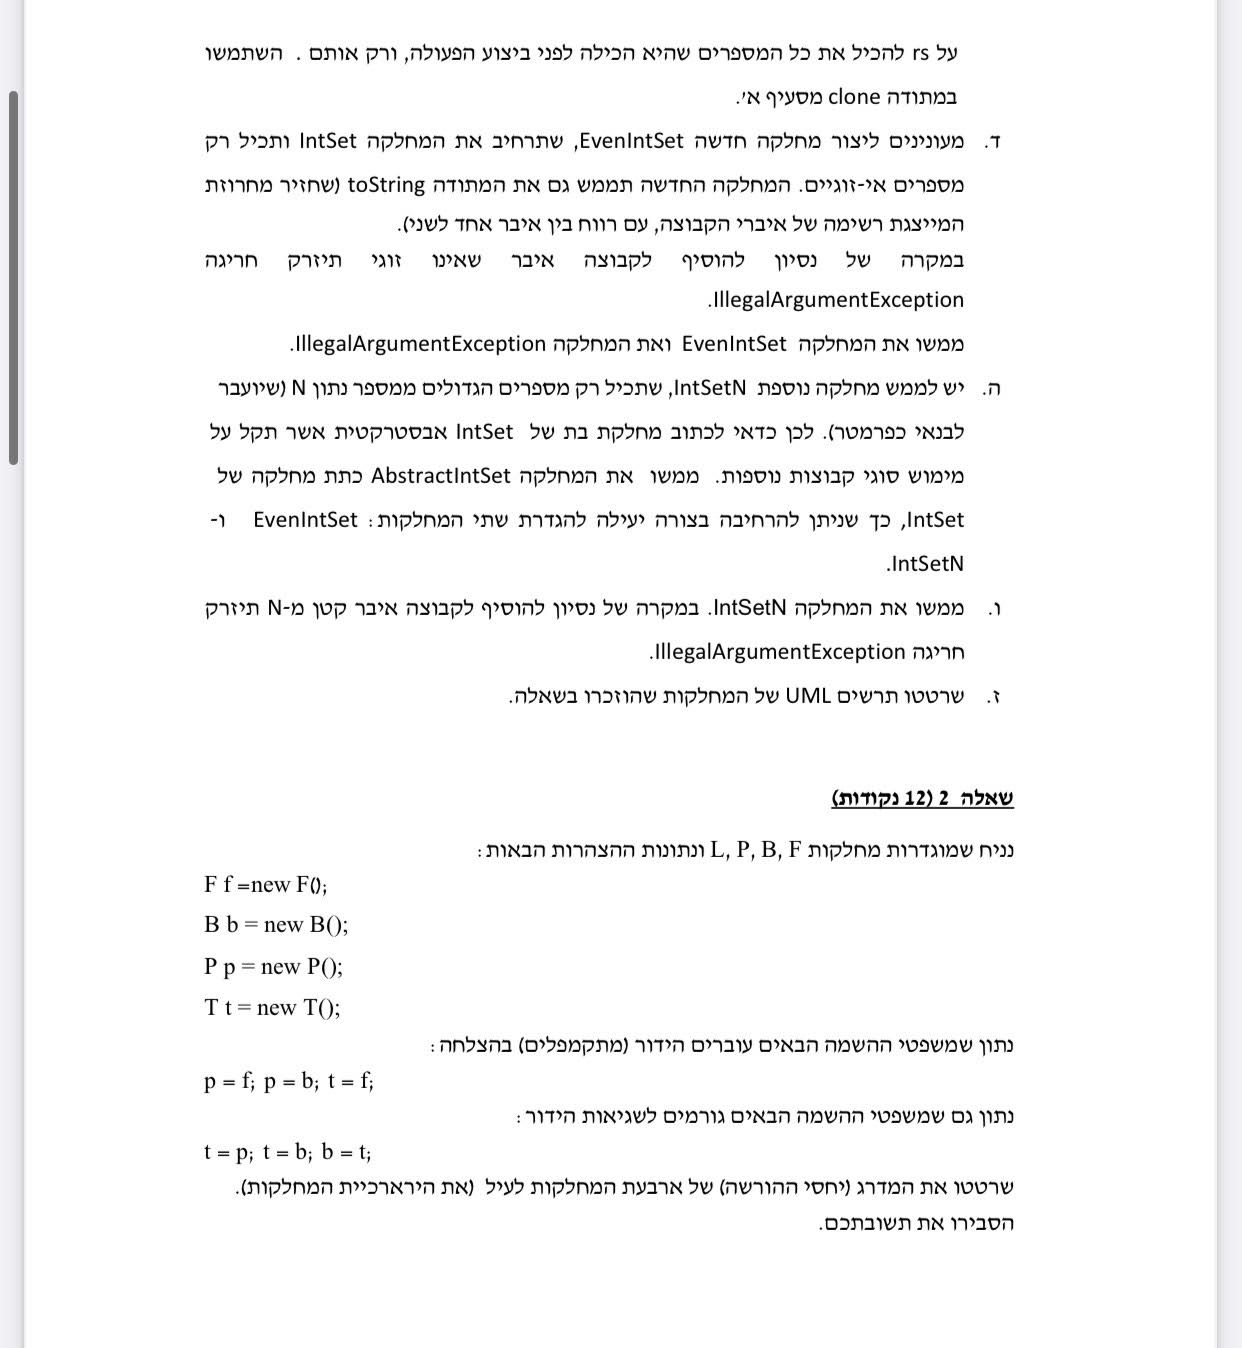 על rs להכיל את כל המספרים שהיא הכילה לפני ביצוע הפעולה, ורק אותם . השתמשו
במתודה clone מסעיף א'.
ד. מעונינים ליצור מחלקה חדשה EvenIntSet, שתרחיב את המחלקה IntSet ותכיל רק
מספרים אי-זוגיים. המחלקה החדשה תממש גם את המתודה toString (שחזיר מחרוזת
המייצגת רשימה של איברי הקבוצה, עם רווח בין איבר אחד לשני).
במקרה של נסיון להוסיף לקבוצה איבר שאינו זוגי תיזרק חריגה
IllegalArgumentException.
ממשו את המחלקה EvenIntSet ואת המחלקה IllegalArgumentException.
ה. יש לממש מחלקה נוספת IntSetN, שתכיל רק מספרים הגדולים ממספר נתון N (שיועבר
לבנאי כפרמטר). לכן כדאי לכתוב מחלקת בת של IntSet אבסטרקטית אשר תקל על
מימוש סוגי קבוצות נוספות. ממשו את המחלקה AbstractIntSet כתת מחלקה של
IntSet, כך שניתן להרחיבה בצורה יעילה להגדרת שתי המחלקות: EvenIntSet ו-
IntSetN.
ו. ממשו את המחלקה IntSetN. במקרה של נסיון להוסיף לקבוצה איבר קטן מ-N תיזרק
חריגה IllegalArgumentException.
ז. שרטטו תרשים UML של המחלקות שהוזכרו בשאלה.
שאלה 2 (12 נקודות)
נניח שמוגדרות מחלקות L, P, B, F ונתונות ההצהרות הבאות:
F f =new F();
B b = new B();
P p = new P();
T t = new T();
נתון שמשפטי ההשמה הבאים עוברים הידור (מתקמפלים) בהצלחה:
p = f; p = b; t = f;
נתון גם שמשפטי ההשמה הבאים גורמים לשגיאות הידור:
t = p; t = b; b = t;
שרטטו את המדרג (יחסי ההורשה) של ארבעת המחלקות לעיל (את היררכיית המחלקות).
הסבירו את תשובתכם.